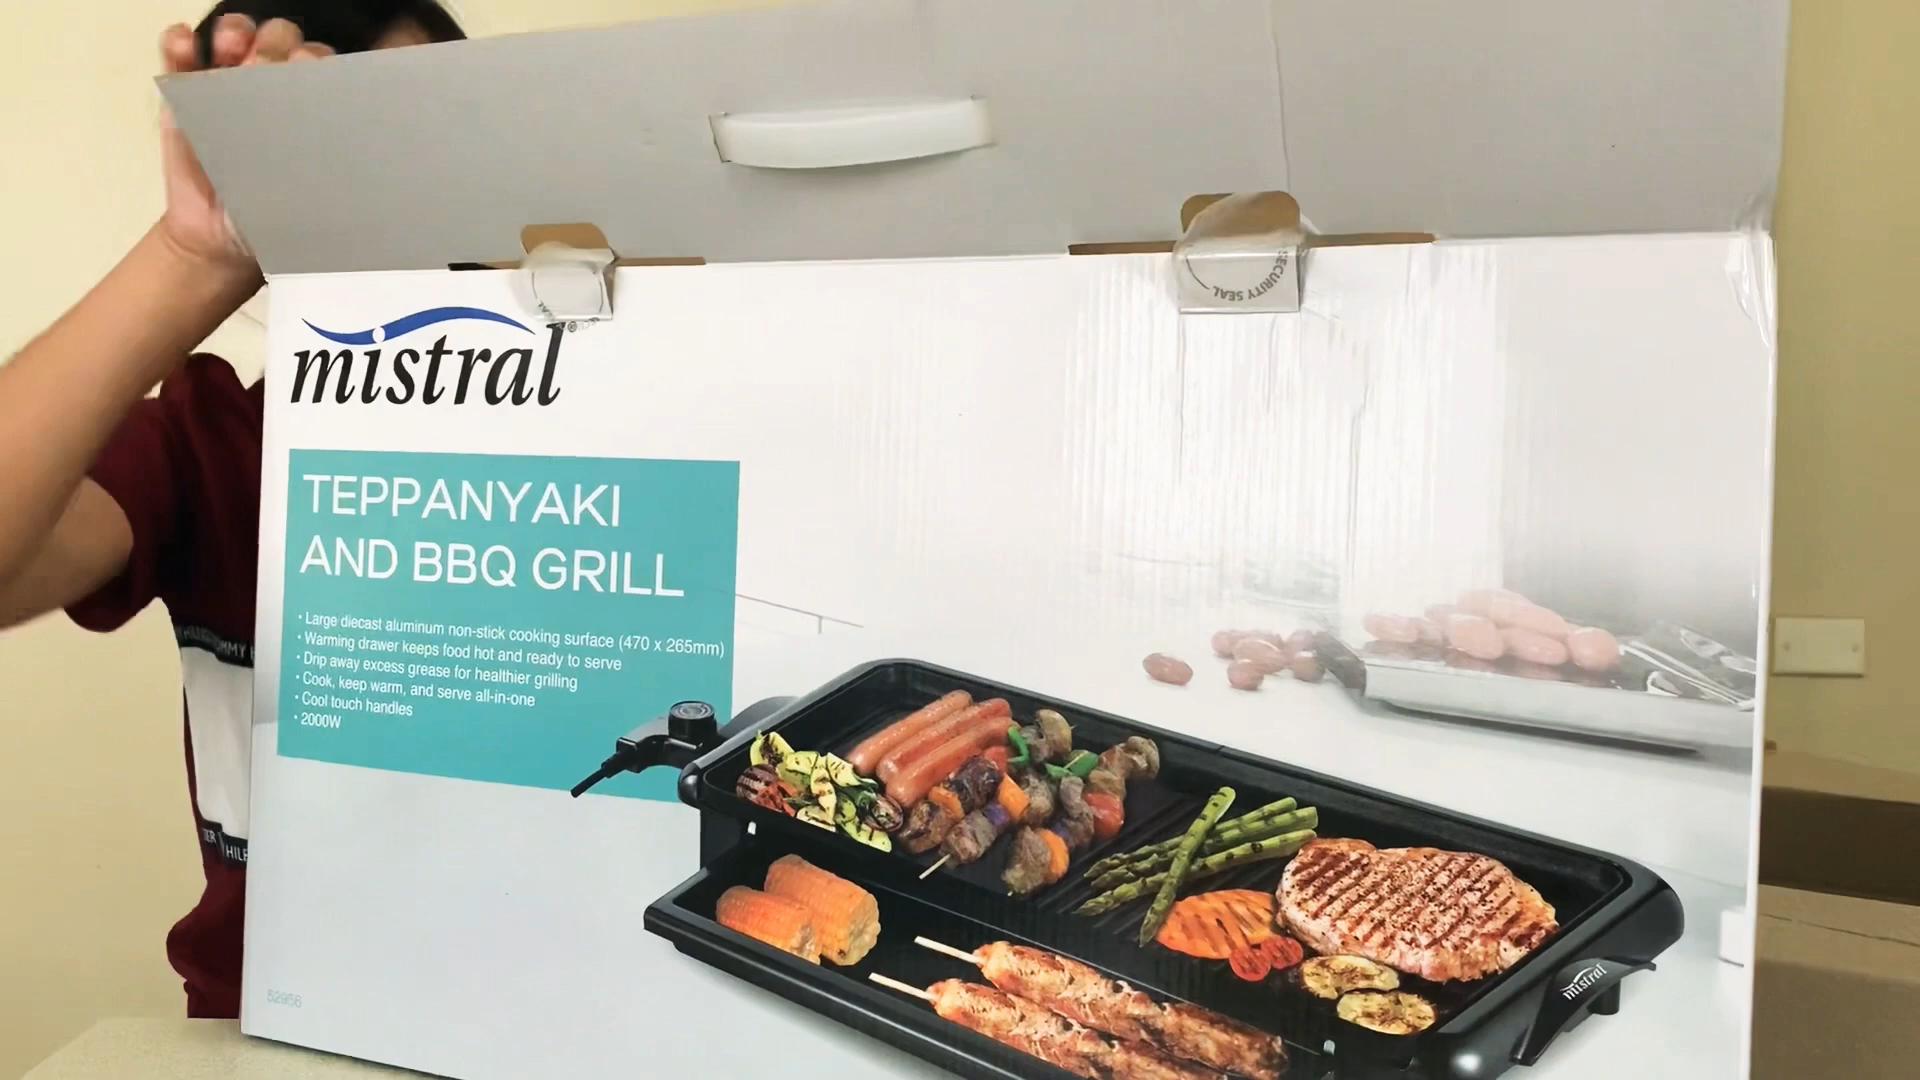 SECURITY SEAL
mistral
TEPPANYAKI
AND BBQ GRILL
• Large diecast aluminum non-stick cooking surface (470 x 265mm)
• Warming drawer keeps food hot and ready to serve
• Drip away excess grease for healthier grilling
• Cook, keep warm, and serve all-in-one
• Cool touch handles
• 2000W
mistral
52956